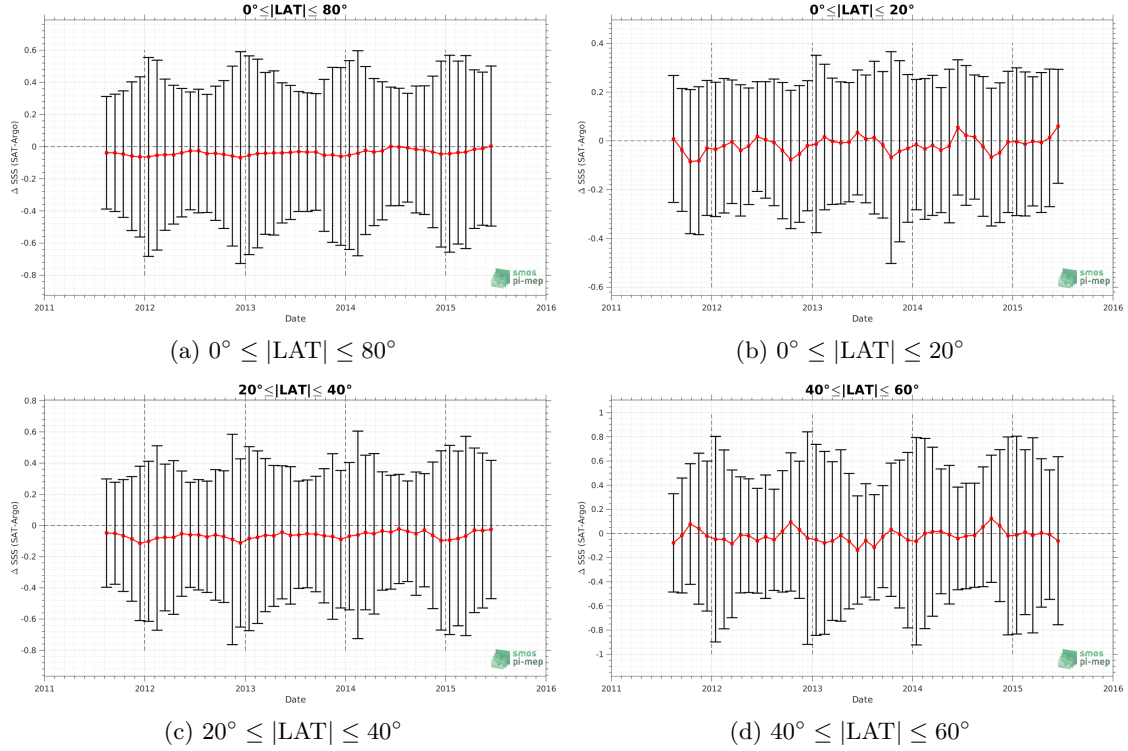 0°≤|LAT|≤ 80°
0.6
0.4
0.2
0
-0.2
-0.4
-0.6
-0.8
Δ SSS (SAT-Argo)
2011
2012
2013
2014
2015
2016
Date
smos
pi-mep
(a) 0° ≤ |LAT| ≤ 80°
0°≤|LAT|≤ 20°
0.4
0.2
0
-0.2
-0.4
-0.6
Δ SSS (SAT-Argo)
2011
2012
2013
2014
2015
2016
Date
smos
pi-mep
(b) 0° ≤ |LAT| ≤ 20°
20°≤|LAT|≤ 40°
0.8
0.6
0.4
0.2
0
-0.2
-0.4
-0.6
-0.8
Δ SSS (SAT-Argo)
2011
2012
2013
2014
2015
2016
Date
smos
pi-mep
(c) 20° ≤ |LAT| ≤ 40°
40°≤|LAT|≤ 60°
1
0.8
0.6
0.4
0.2
0
-0.2
-0.4
-0.6
-0.8
-1
Δ SSS (SAT-Argo)
2011
2012
2013
2014
2015
2016
Date
smos
pi-mep
(d) 40° ≤ |LAT| ≤ 60°